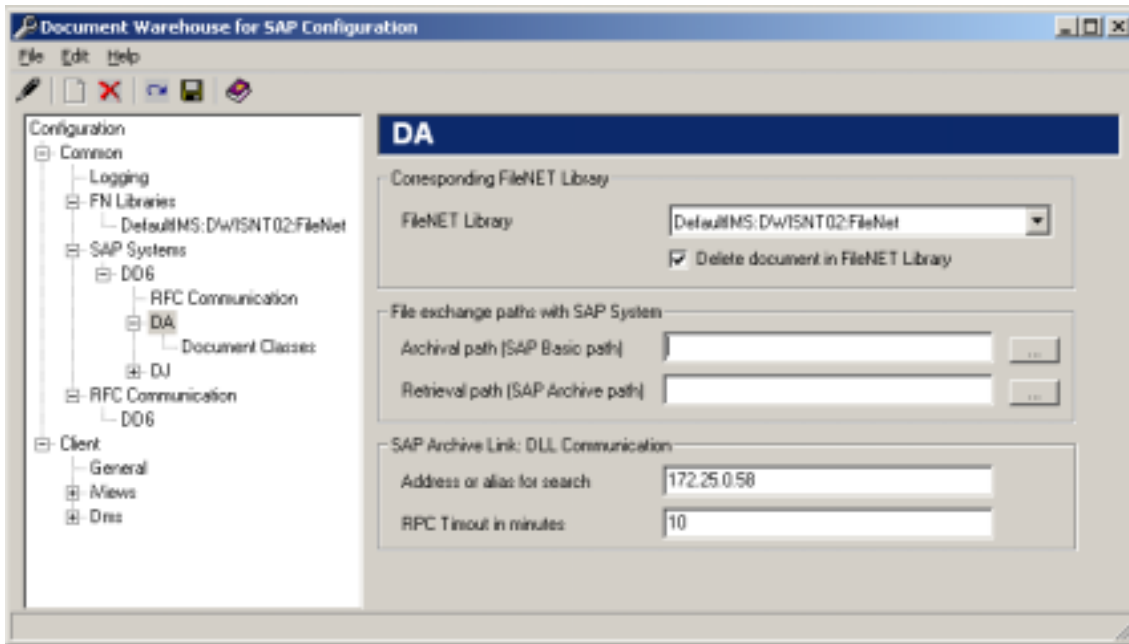 Document Warehouse for SAP Configuration
File Edit Help
Configuration
Common
Logging
FN Libraries
DefaultIMS:DWISNT02:FileNet
SAP Systems
DD6
RFC Communication
DA
Document Classes
DJ
RFC Communication
DD6
Client
General
iViews
Dms
DA
Corresponding FileNET Library
FileNET Library
DefaultIMS:DWISNT02:FileNet
Delete document in FileNET Library
File exchange paths with SAP System
Archival path (SAP Basic path)
...
Retrieval path (SAP Archive path)
...
SAP Archive Link: DLL Communication
Address or alias for search
172.25.0.58
RPC Timout in minutes
10